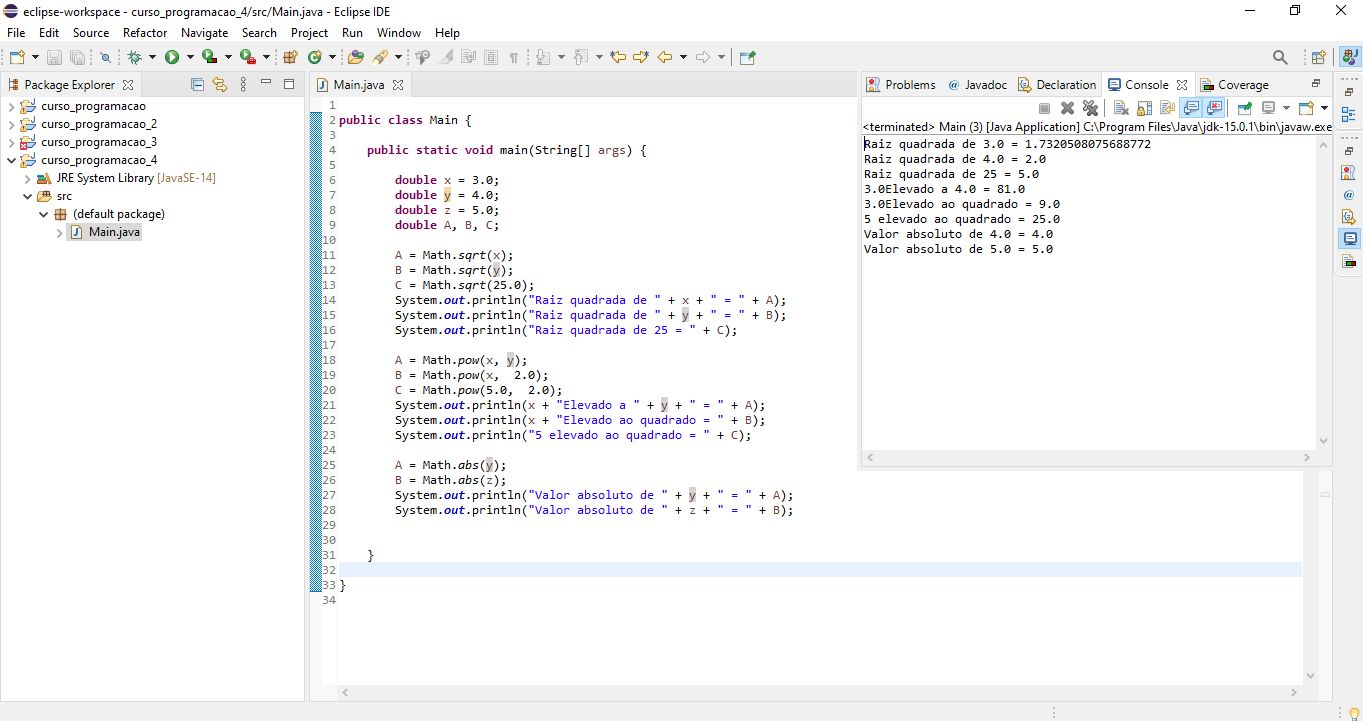 eclipse-workspace - curso_programacao_4/src/Main.java - Eclipse IDE
File Edit Source Refactor Navigate Search Project Run Window Help
Package Explorer
curso_programacao
curso_programacao_2
curso_programacao_3
curso_programacao_4
JRE System Library [JavaSE-14]
src
(default package)
Main.java
Main.java
1
2 public class Main {
3
4 public static void main(String[] args) {
5
6 double x = 3.0;
7 double y = 4.0;
8 double z = 5.0;
9 double A, B, C;
10
11 A = Math.sqrt(x);
12 B = Math.sqrt(y);
13 C = Math.sqrt(25.0);
14 System.out.println("Raiz quadrada de " + x + " = " + A);
15 System.out.println("Raiz quadrada de " + y + " = " + B);
16 System.out.println("Raiz quadrada de 25 = " + C);
17
18 A = Math.pow(x, y);
19 B = Math.pow(x,  2.0);
20 C = Math.pow(5.0,  2.0);
21 System.out.println(x + "Elevado a " + y + " = " + A);
22 System.out.println(x + "Elevado ao quadrado = " + B);
23 System.out.println("5 elevado ao quadrado = " + C);
24
25 A = Math.abs(y);
26 B = Math.abs(z);
27 System.out.println("Valor absoluto de " + y + " = " + A);
28 System.out.println("Valor absoluto de " + z + " = " + B);
29
30
31 }
32
33 }
34
Problems @ Javadoc Declaration Console Coverage
<terminated> Main (3) [Java Application] C:\Program Files\Java\jdk-15.0.1\bin\javaw.exe
Raiz quadrada de 3.0 = 1.7320508075688772
Raiz quadrada de 4.0 = 2.0
Raiz quadrada de 25 = 5.0
3.0Elevado a 4.0 = 81.0
3.0Elevado ao quadrado = 9.0
5 elevado ao quadrado = 25.0
Valor absoluto de 4.0 = 4.0
Valor absoluto de 5.0 = 5.0